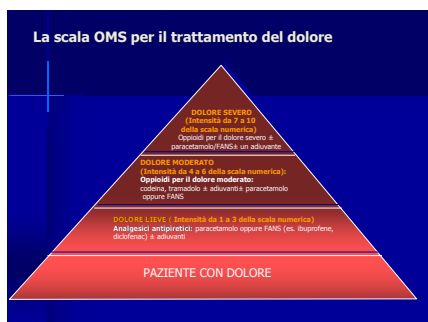 La scala OMS per il trattamento del dolore
DOLORE SEVERO
(Intensità da 7 a 10
della scala numerica)
Oppioidi per il dolore severo ±
paracetamolo/FANS± un adiuvante
DOLORE MODERATO
(Intensità da 4 a 6 della scala numerica):
Oppioidi per il dolore moderato:
codeina, tramadolo ± adiuvanti± paracetamolo
oppure FANS
DOLORE LIEVE ( Intensità da 1 a 3 della scala numerica)
Analgesici antipiretici: paracetamolo oppure FANS (es. ibuprofene,
diclofenac) ± adiuvanti
PAZIENTE CON DOLORE